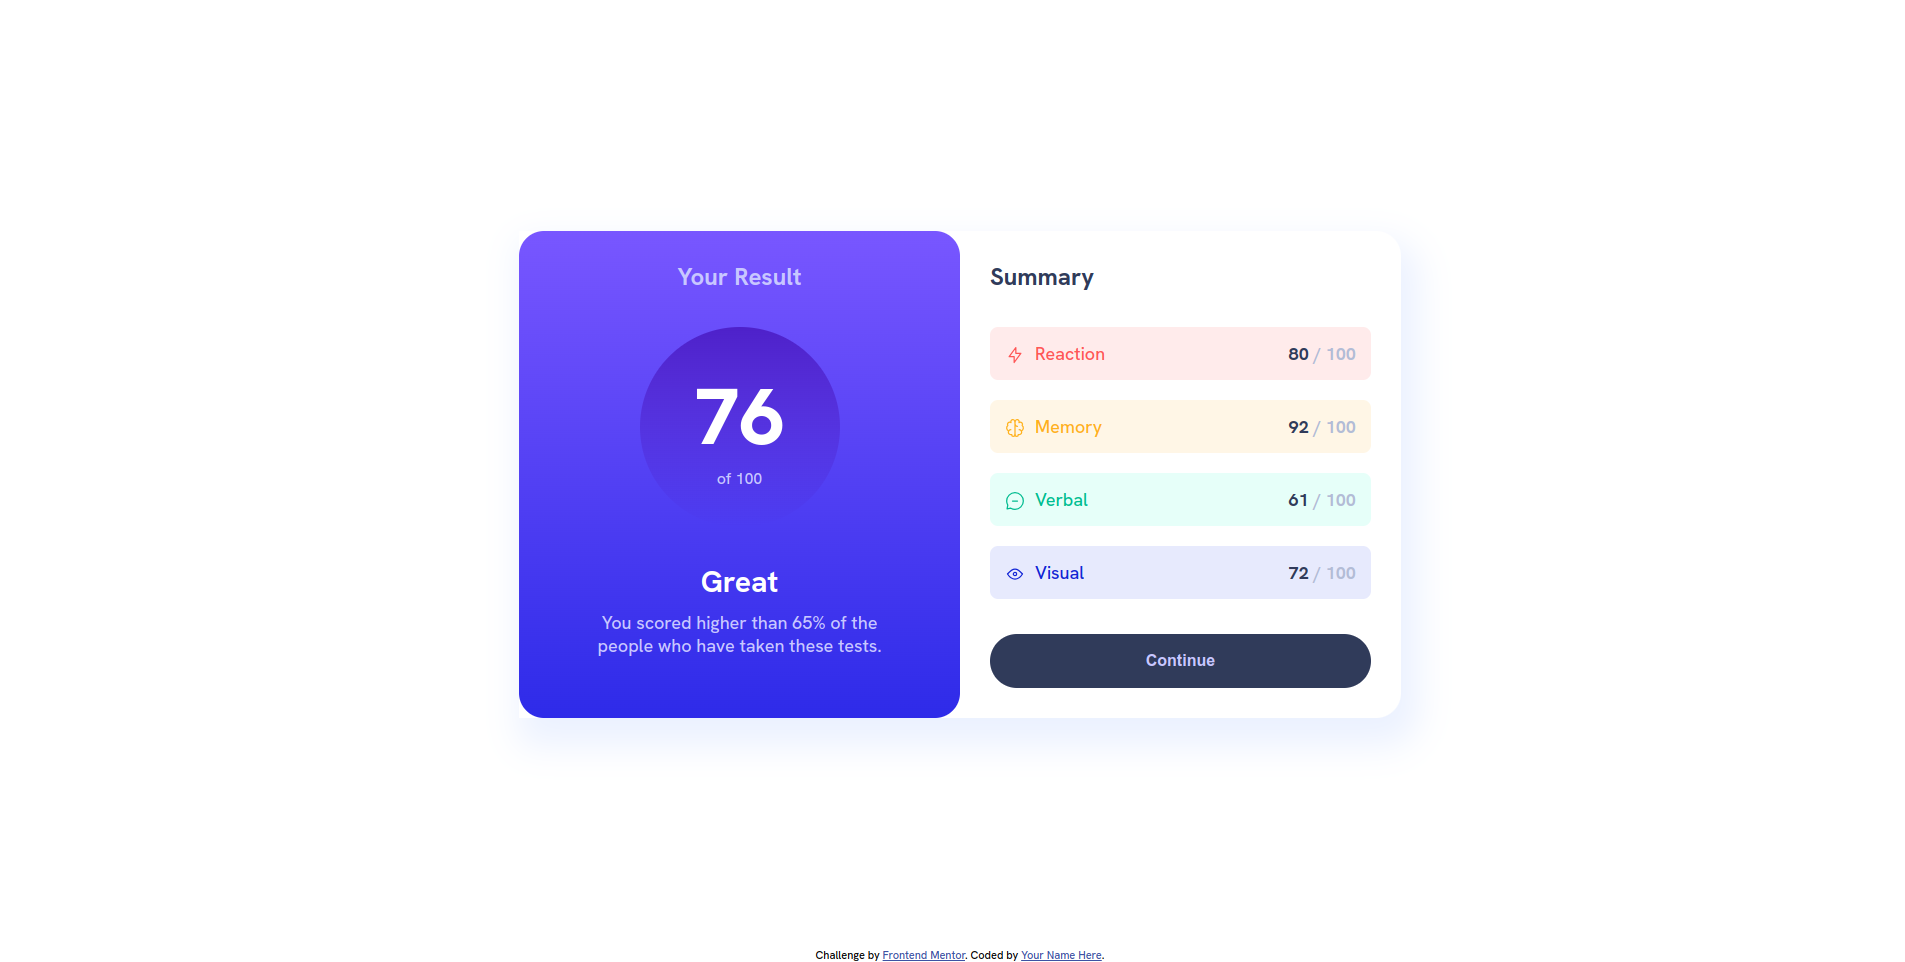 Your Result
76
of 100
Great
You scored higher than 65% of the
people who have taken these tests.
Summary
Reaction 80 / 100
Memory 92 / 100
Verbal 61 / 100
Visual 72 / 100
Continue
Challenge by Frontend Mentor. Coded by Your Name Here.